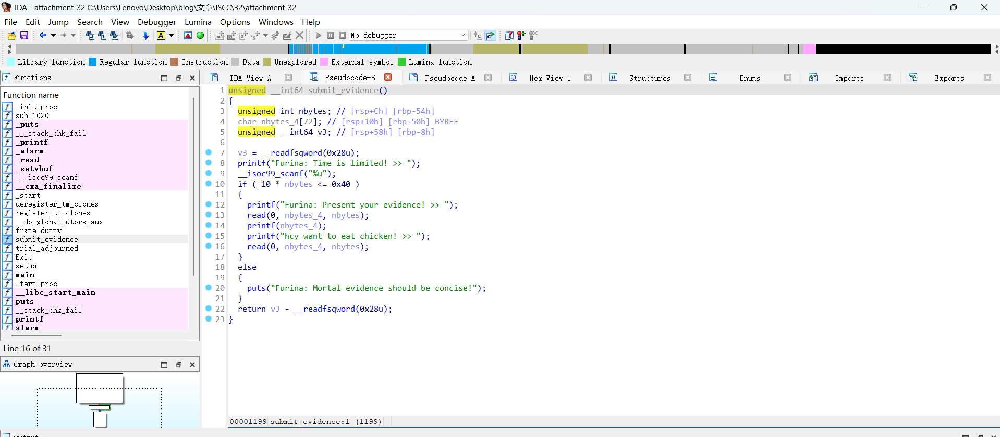 IDA - attachment-32 C:\Users\Lenovo\Desktop\blog\文章\ISCC\32\attachment-32
File Edit Jump Search View Debugger Lumina Options Windows Help
No debugger
Library function Regular function Instruction Data Unexplored External symbol Lumina function
Functions
IDA View-A Pseudocode-B Pseudocode-A Hex View-1 Structures Enums Imports Exports
Function name
_init_proc
sub_1020
_puts
___stack_chk_fail
_printf
_alarm
_read
_setvbuf
___isoc99_scanf
__cxa_finalize
_start
deregister_tm_clones
register_tm_clones
__do_global_dtors_aux
frame_dummy
submit_evidence
trial_adjourned
Exit
setup
main
_term_proc
__libc_start_main
puts
__stack_chk_fail
printf
alarm
Line 16 of 31
Graph overview
1 unsigned __int64 submit_evidence()
2 {
3 unsigned int nbytes; // [rsp+Ch] [rbp-54h]
4 char nbytes_4[72]; // [rsp+10h] [rbp-50h] BYREF
5 unsigned __int64 v3; // [rsp+58h] [rbp-8h]
6
7 v3 = __readfsqword(0x28u);
8 printf("Furina: Time is limited! >> ");
9 __isoc99_scanf("%u");
10 if ( 10 * nbytes <= 0x40 )
11 {
12 printf("Furina: Present your evidence! >> ");
13 read(0, nbytes_4, nbytes);
14 printf(nbytes_4);
15 printf("hcy want to eat chicken! >> ");
16 read(0, nbytes_4, nbytes);
17 }
18 else
19 {
20 puts("Furina: Mortal evidence should be concise!");
21 }
22 return v3 - __readfsqword(0x28u);
23 }
00001199 submit_evidence:1 (1199)
Output